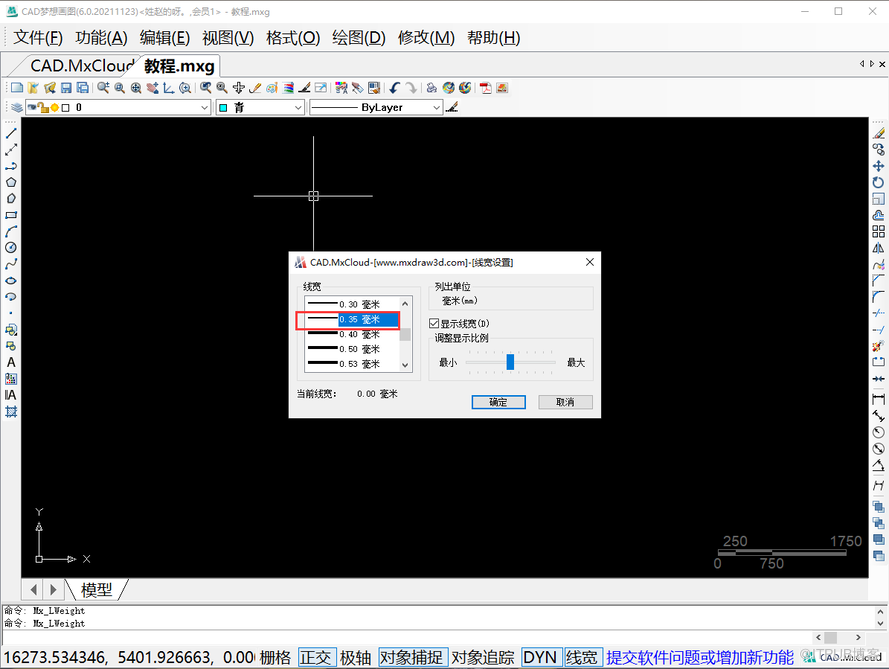 CAD梦想画图(6.0.20211123)<姓赵的呀。,会员1> - 教程.mxg
文件(F) 功能(A) 编辑(E) 视图(V) 格式(O) 绘图(D) 修改(M) 帮助(H)
CAD.MxCloud 教程.mxg
0 青 ByLayer
CAD.MxCloud-[www.mxdraw3d.com]-[线宽设置]
线宽
0.30 毫米
0.35 毫米
0.40 毫米
0.50 毫米
0.53 毫米
当前线宽: 0.00 毫米
列出单位
毫米(mm)
显示线宽(D)
调整显示比例
最小 最大
确定 取消
A
A
Y
X
250 1750
0 750
模型
命令: Mx_LWeight
命令: Mx_LWeight
16273.534346, 5401.926663, 0.00 栅格 正交 极轴 对象捕捉 对象追踪 DYN 线宽 提交软件问题或增加新功能 CAD.MxCloud
@ITPUB博客